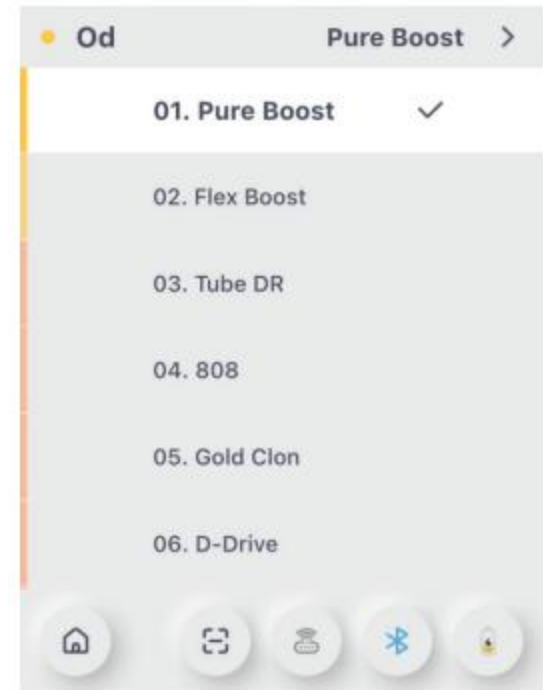 Od Pure Boost
01. Pure Boost
02. Flex Boost
03. Tube DR
04. 808
05. Gold Clon
06. D-Drive